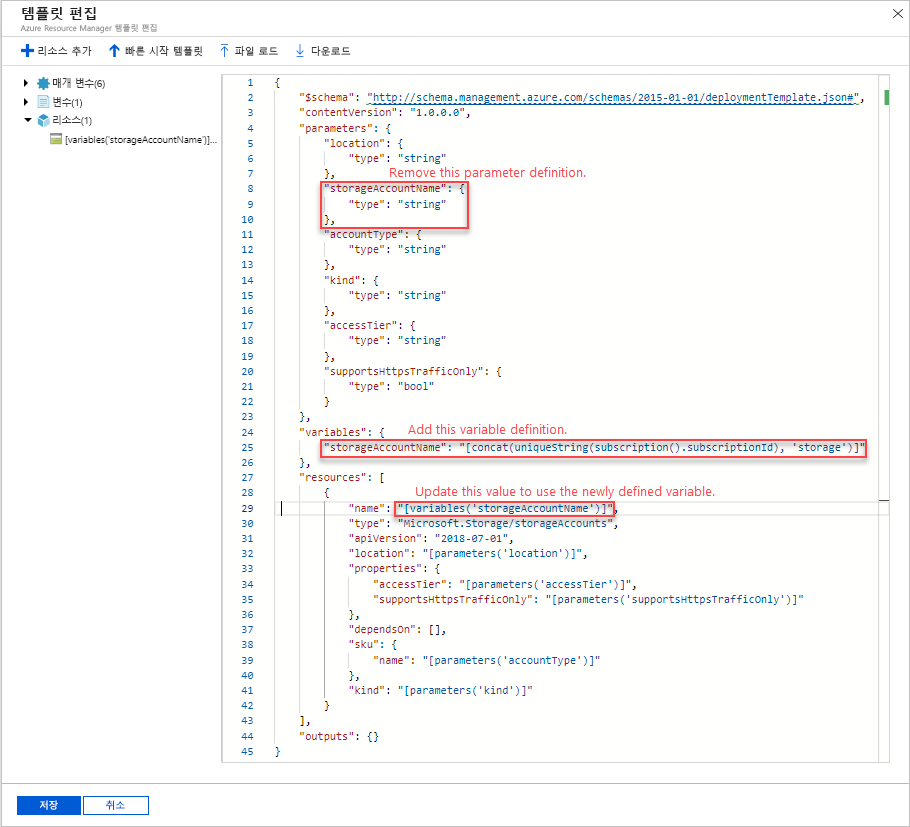 템플릿 편집
Azure Resource Manager 템플릿 편집
리소스 추가 빠른 시작 템플릿 파일 로드 다운로드
매개 변수(6)
변수(1)
리소스(1)
[variables('storageAccountName')]...
1 {
2 "$schema": "http://schema.management.azure.com/schemas/2015-01-01/deploymentTemplate.json#",
3 "contentVersion": "1.0.0.0",
4 "parameters": {
5 "location": {
6 "type": "string"
7 },
Remove this parameter definition.
8 "storageAccountName": {
9 "type": "string"
10 },
11 "accountType": {
12 "type": "string"
13 },
14 "kind": {
15 "type": "string"
16 },
17 "accessTier": {
18 "type": "string"
19 },
20 "supportsHttpsTrafficOnly": {
21 "type": "bool"
22 }
23 },
24 "variables": {
Add this variable definition.
25 "storageAccountName": "[concat(uniqueString(subscription().subscriptionId), 'storage')]"
26 },
27 "resources": [
28 {
Update this value to use the newly defined variable.
29 "name": "[variables('storageAccountName')]",
30 "type": "Microsoft.Storage/storageAccounts",
31 "apiVersion": "2018-07-01",
32 "location": "[parameters('location')]",
33 "properties": {
34 "accessTier": "[parameters('accessTier')]",
35 "supportsHttpsTrafficOnly": "[parameters('supportsHttpsTrafficOnly')]"
36 },
37 "dependsOn": [],
38 "sku": {
39 "name": "[parameters('accountType')]"
40 },
41 "kind": "[parameters('kind')]"
42 }
43 ],
44 "outputs": {}
45 }
저장 취소